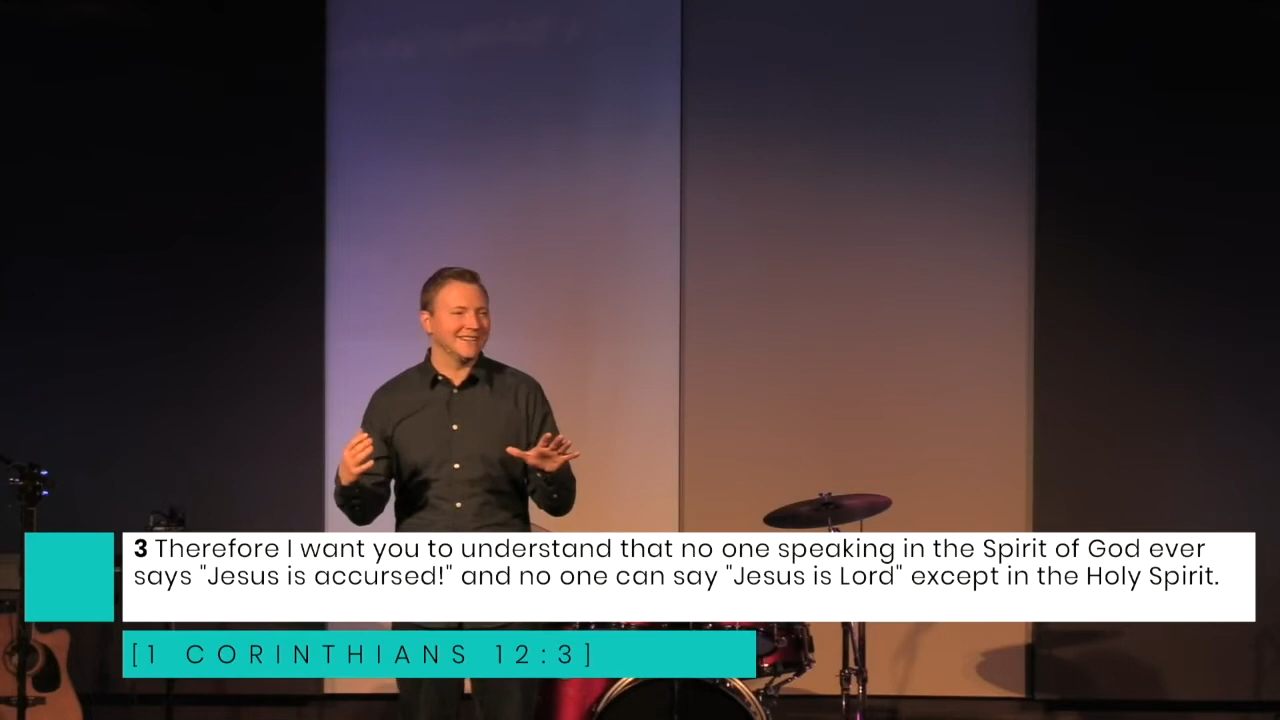 3 Therefore I want you to understand that no one speaking in the Spirit of God ever
says "Jesus is accursed!" and no one can say "Jesus is Lord" except in the Holy Spirit.
[1 CORINTHIANS 12:3]